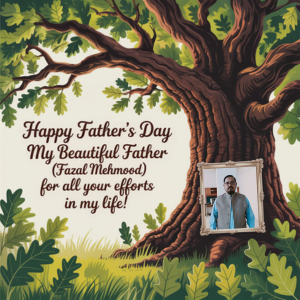 Happy Father's Day
My Beautiful Father
(Fazal Mehmood)
for all your efforts
in my life!